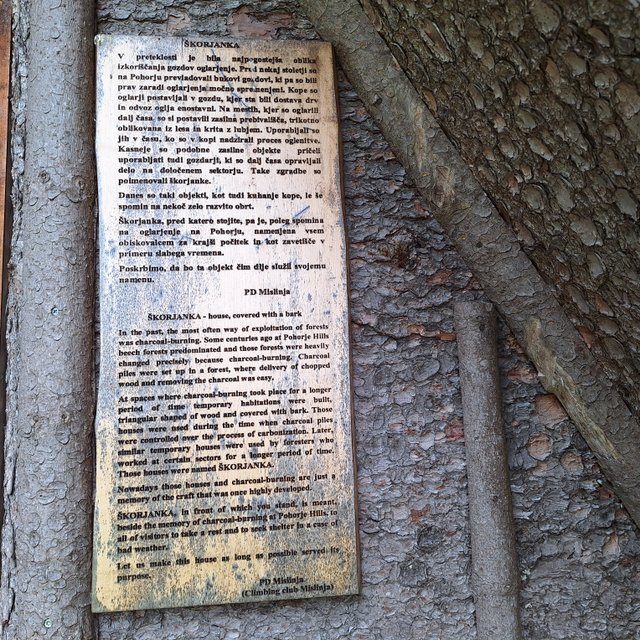 ŠKORJANKA
V preteklosti je bila najpogostejša oblika
izkoriščanja gozdov oglarjenje. Pred nekaj stoletji so
na Pohorju prevladovali bukovi gozdovi, ki pa so bili
prav zaradi oglarjenja močno spremenjeni. Kope so
oglarji postavljali v gozdu, kjer sta bili dostava drv
in odvoz oglja enostavni. Na mestih, kjer so oglarili
dalj časa so si postavili zasilna prebivališča, trikotno
oblikovana iz lesa in krita z lubjem. Uporabljali so
jih v času, ko so v kopi nadzirali proces oglenitve.
Kasneje so podobne zasilne objekte pričeli
uporabljati tudi gozdarji, ki so dalj časa opravljali
delo na določenem sektorju. Take zgradbe so
poimenovali škorjanke.
Danes so taki objekti, kot tudi kuhanje kope, le še
spomin na nekoč zelo razvito obrt.
Škorjanka, pred katero stojite, pa je, poleg spomina
na oglarjenje na Pohorju, namenjena vsem
obiskovalcem za krajši počitek in kot zavetišče v
primeru slabega vremena.
Poskrbimo, da bo ta objekt čim dlje služil svojemu
namenu.
PD Mislinja
ŠKORJANKA - house, covered with a bark
In the past, the most often way of exploitation of forests
was charcoal-burning. Some centuries ago at Pohorje Hills
beech forests predominated and those forests were heavily
changed precisely because charcoal-burning. Charcoal
piles were set up in a forest, where delivery of chopped
wood and removing the charcoal was easy.
At spaces where charcoal-burning took place for a longer
period of time temporary habitations were built,
triangular shaped of wood and covered with bark. Those
houses were used during the time when charcoal piles
were controlled over the process of carbonization. Later,
similar temporary houses were used by foresters who
worked at certain sectors for a longer period of time.
Those houses were named ŠKORJANKA
Nowadays those houses and charcoal-burning are just a
memory of the craft that was once highly developed.
ŠKORJANKA, in front of which you stand, is meant,
beside the memory of charcoal-burning at Pohorje Hills, to
all of visitors to take a rest and to seek shelter in a case of
bad weather.
Let us make this house as long as possible served its
purpose.
PD Mislinja
(Climbing club Mislinja)